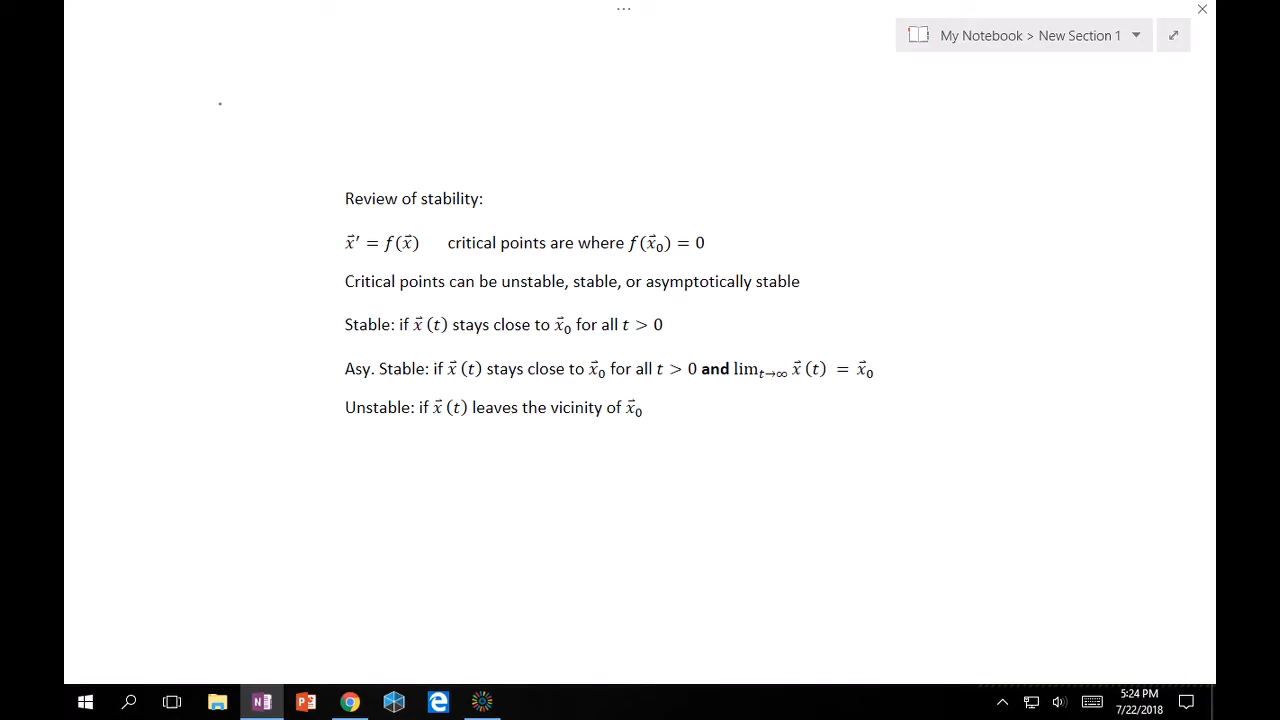 ...
My Notebook > New Section 1
Review of stability:
x⃗′ = f(x⃗) critical points are where f(x⃗₀) = 0
Critical points can be unstable, stable, or asymptotically stable
Stable: if x⃗ (t) stays close to x⃗₀ for all t > 0
Asy. Stable: if x⃗ (t) stays close to x⃗₀ for all t > 0 and lim t→∞ x⃗ (t) = x⃗₀
Unstable: if x⃗ (t) leaves the vicinity of x⃗₀
5:24 PM
7/22/2018